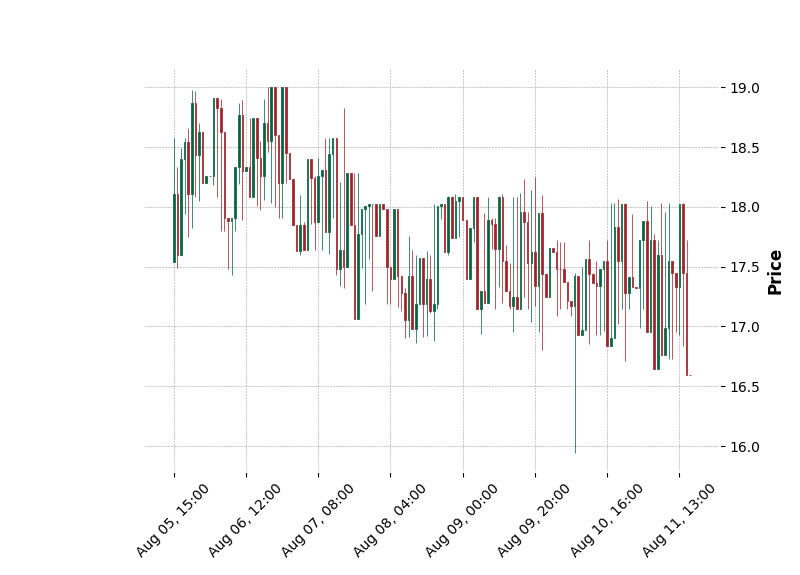 19.0
18.5
18.0
17.5
17.0
16.5
16.0
Price
Aug 05, 15:00
Aug 06, 12:00
Aug 07, 08:00
Aug 08, 04:00
Aug 09, 00:00
Aug 09, 20:00
Aug 10, 16:00
Aug 11, 13:00